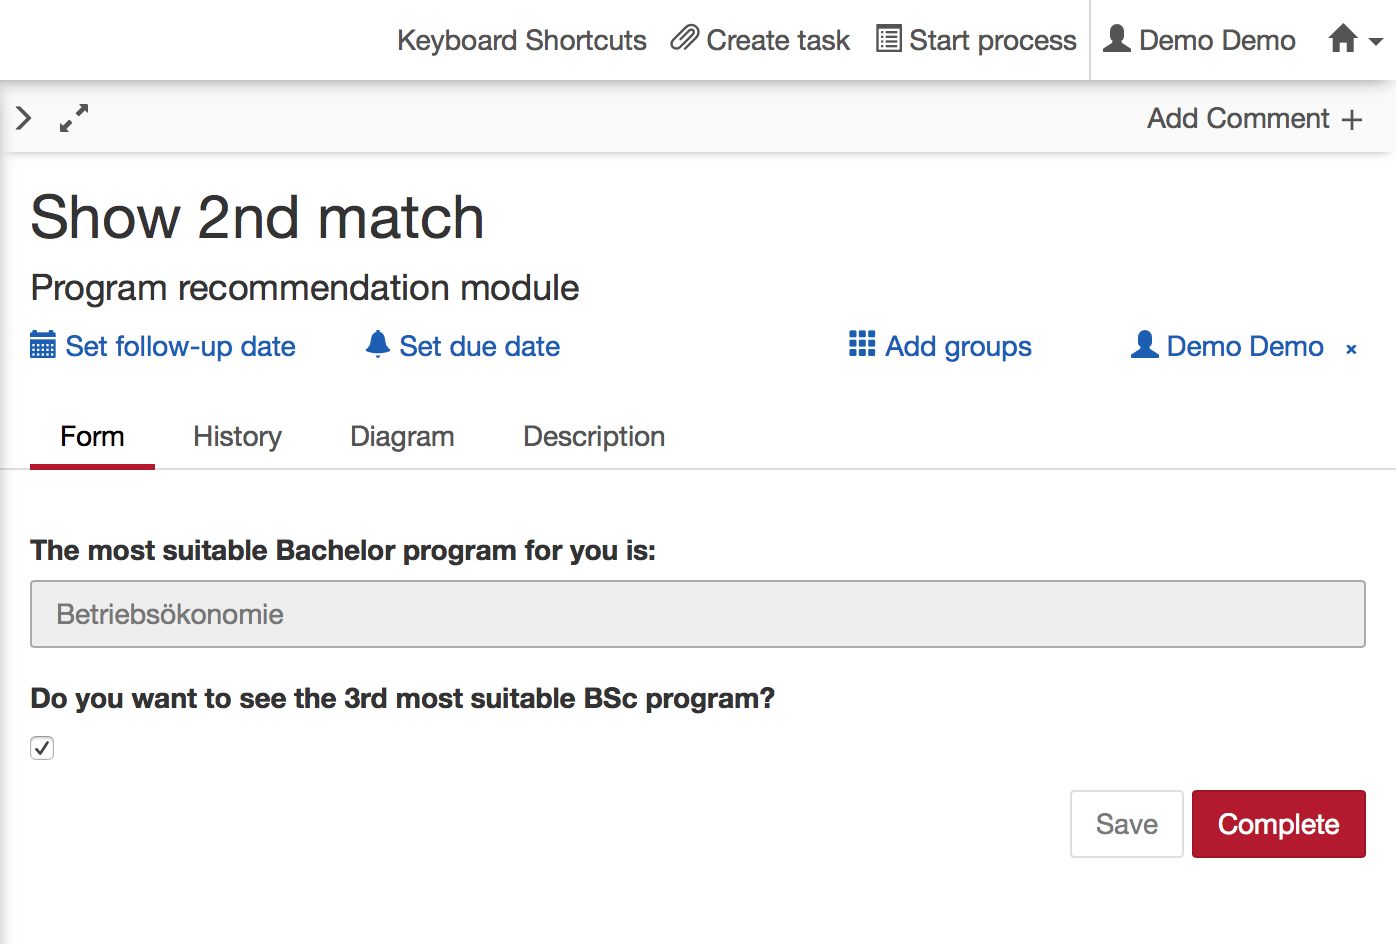 Keyboard Shortcuts Create task Start process Demo Demo
Add Comment +
Show 2nd match
Program recommendation module
Set follow-up date Set due date Add groups Demo Demo ×
Form History Diagram Description
The most suitable Bachelor program for you is:
Betriebsökonomie
Do you want to see the 3rd most suitable BSc program?
Save Complete